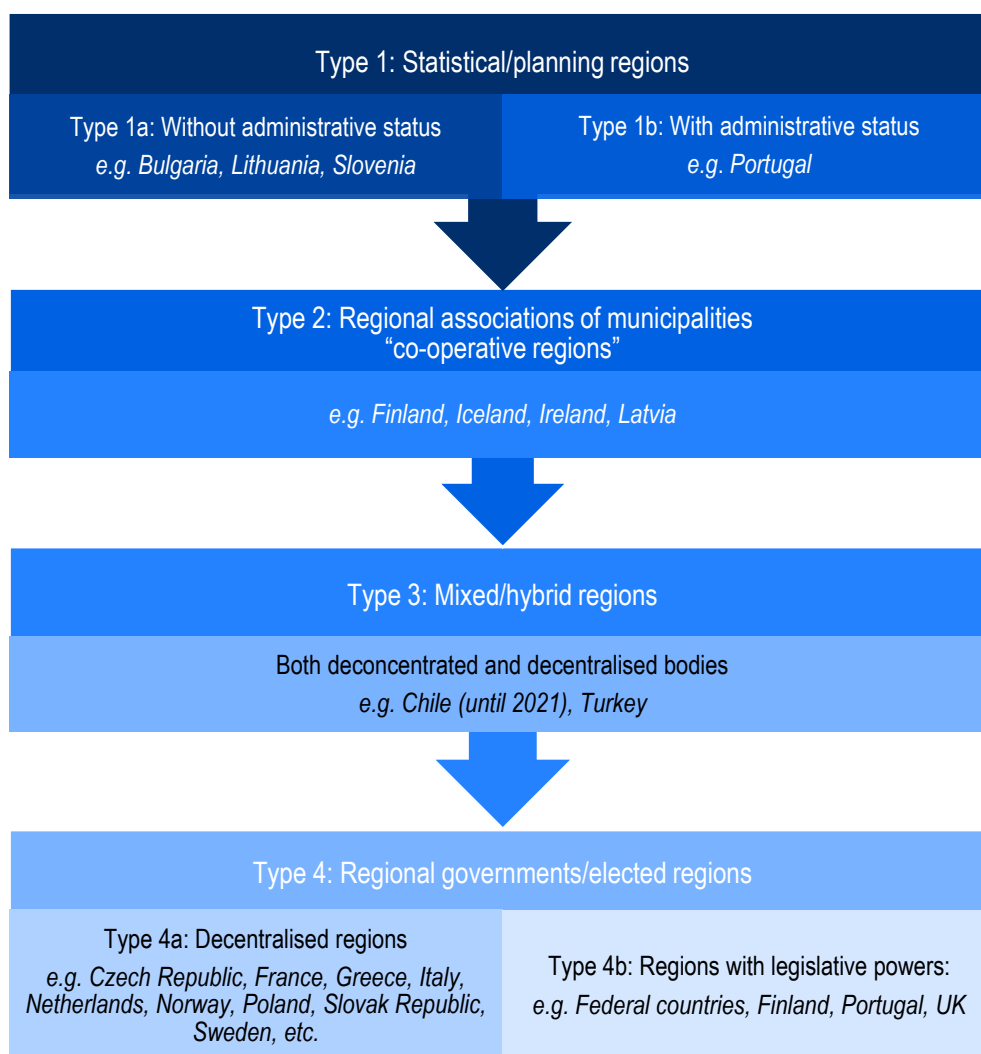 Type 1: Statistical/planning regions
Type 1a: Without administrative status
e.g. Bulgaria, Lithuania, Slovenia
Type 1b: With administrative status
e.g. Portugal
Type 2: Regional associations of municipalities
“co-operative regions”
e.g. Finland, Iceland, Ireland, Latvia
Type 3: Mixed/hybrid regions
Both deconcentrated and decentralised bodies
e.g. Chile (until 2021), Turkey
Type 4: Regional governments/elected regions
Type 4a: Decentralised regions
e.g. Czech Republic, France, Greece, Italy,
Netherlands, Norway, Poland, Slovak Republic,
Sweden, etc.
Type 4b: Regions with legislative powers:
e.g. Federal countries, Finland, Portugal, UK